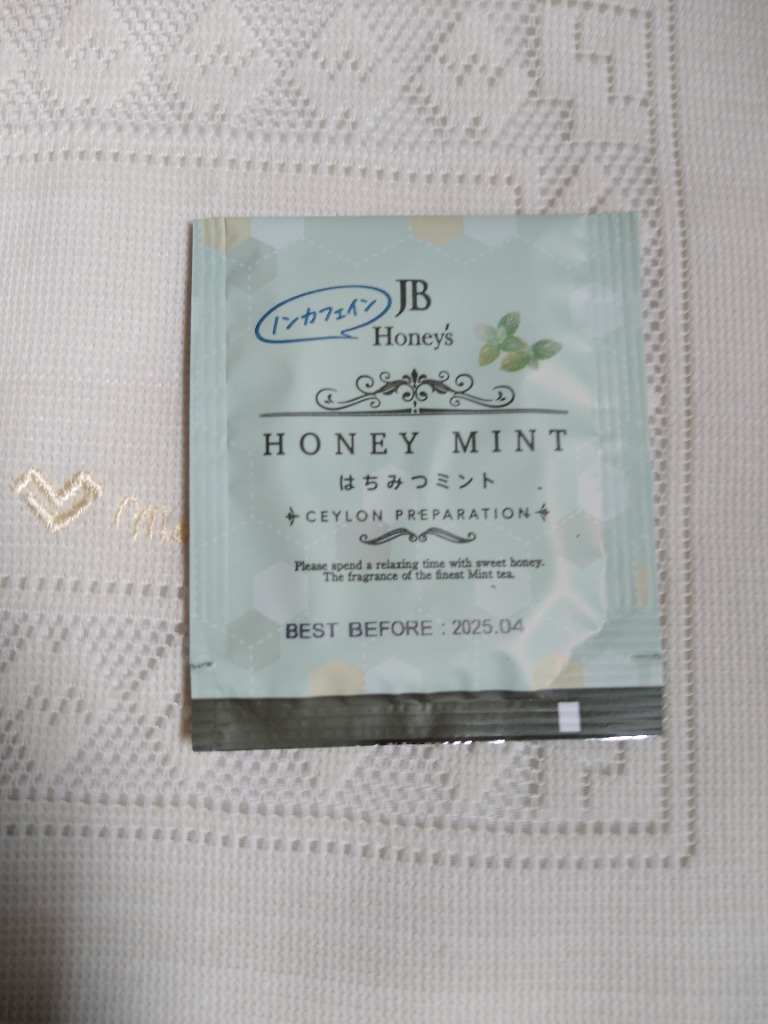 ノンカフェイン
JB
Honey's
HONEY MINT
はちみつミント
CEYLON PREPARATION
Please spend a relaxing time with sweet honey.
The fragrance of the finest Mint tea.
BEST BEFORE : 2025.04